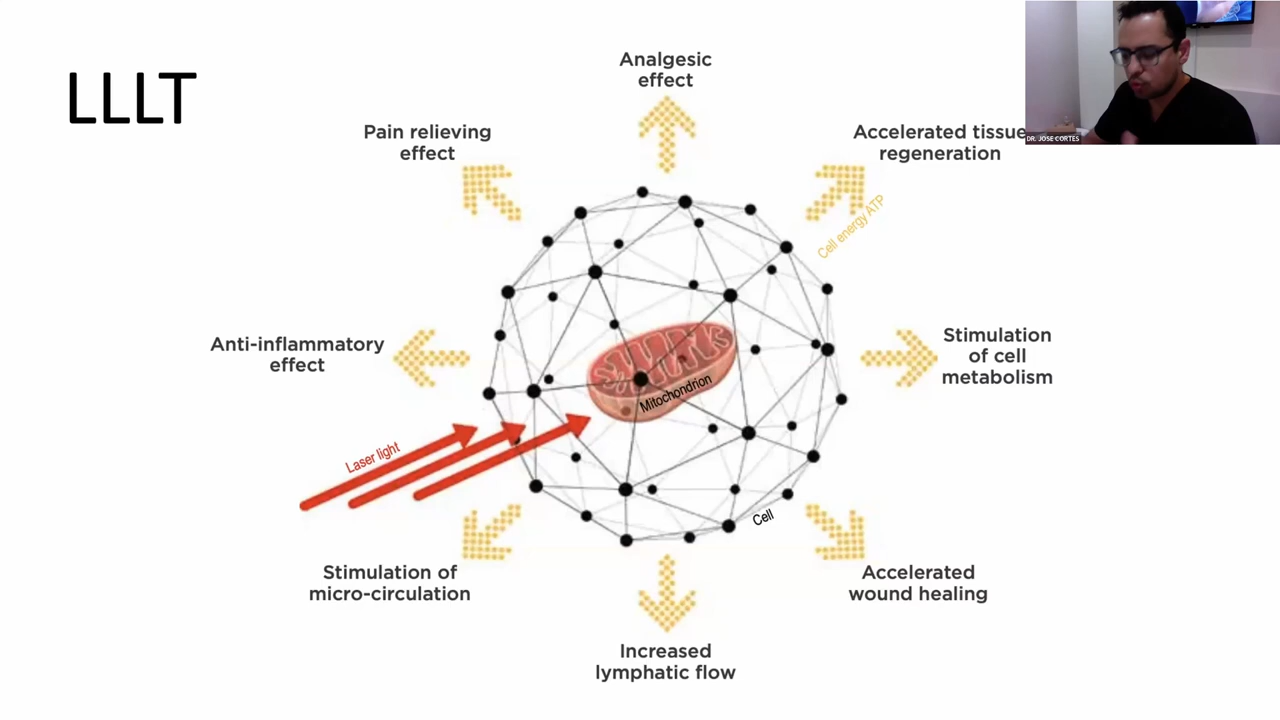 LLLT
Analgesic
effect
Pain relieving
effect
Accelerated tissue
regeneration
DR. JOSE CORTES
Cell energy ATP
Anti-inflammatory
effect
Stimulation
of cell
metabolism
Mitochondrion
Laser light
Cell
Stimulation of
micro-circulation
Accelerated
wound healing
Increased
lymphatic flow